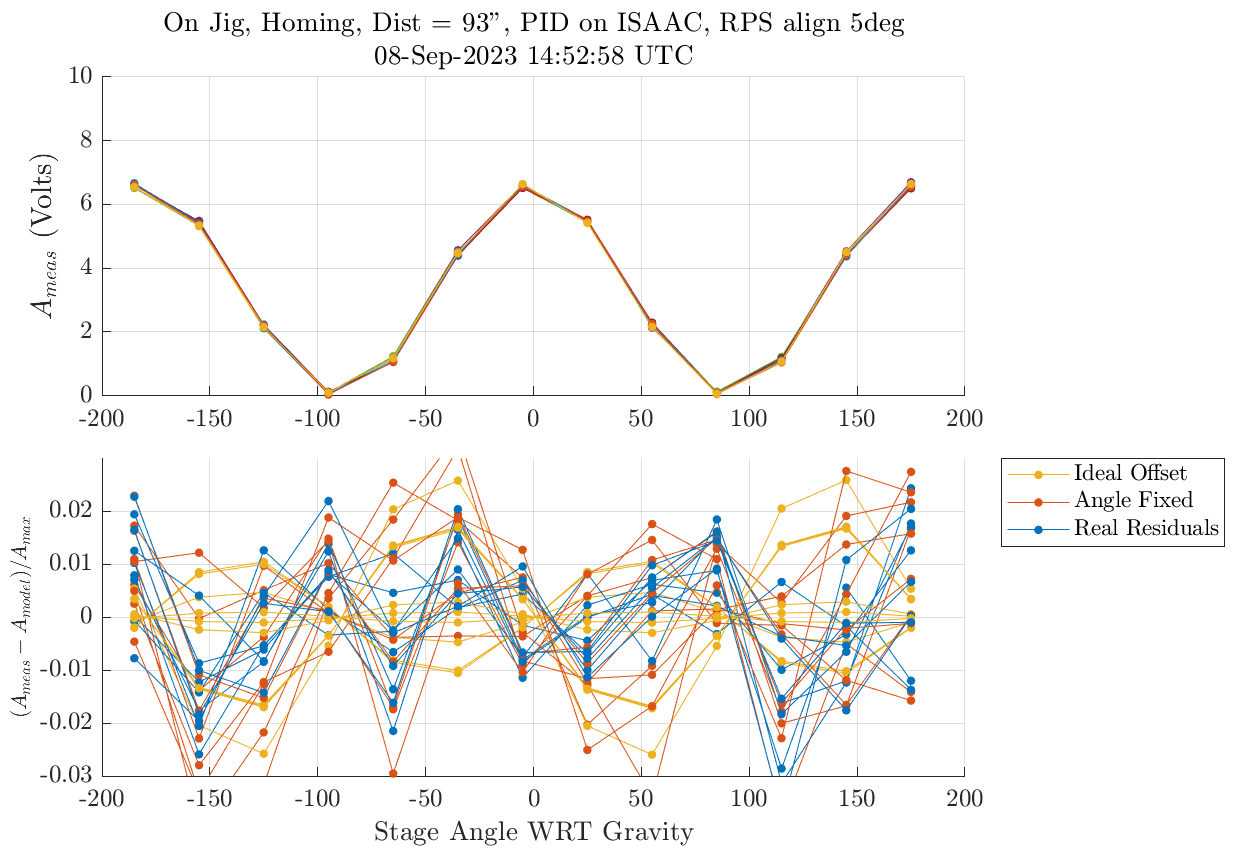 On Jig, Homing, Dist = 93", PID on ISAAC, RPS align 5deg
08-Sep-2023 14:52:58 UTC
10
8
6
4
2
0
A_meas (Volts)
-200 -150 -100 -50 0 50 100 150 200
0.02
0.01
0
-0.01
-0.02
-0.03
(A_meas − A_model)/A_max
-200 -150 -100 -50 0 50 100 150 200
Stage Angle WRT Gravity
Ideal Offset
Angle Fixed
Real Residuals